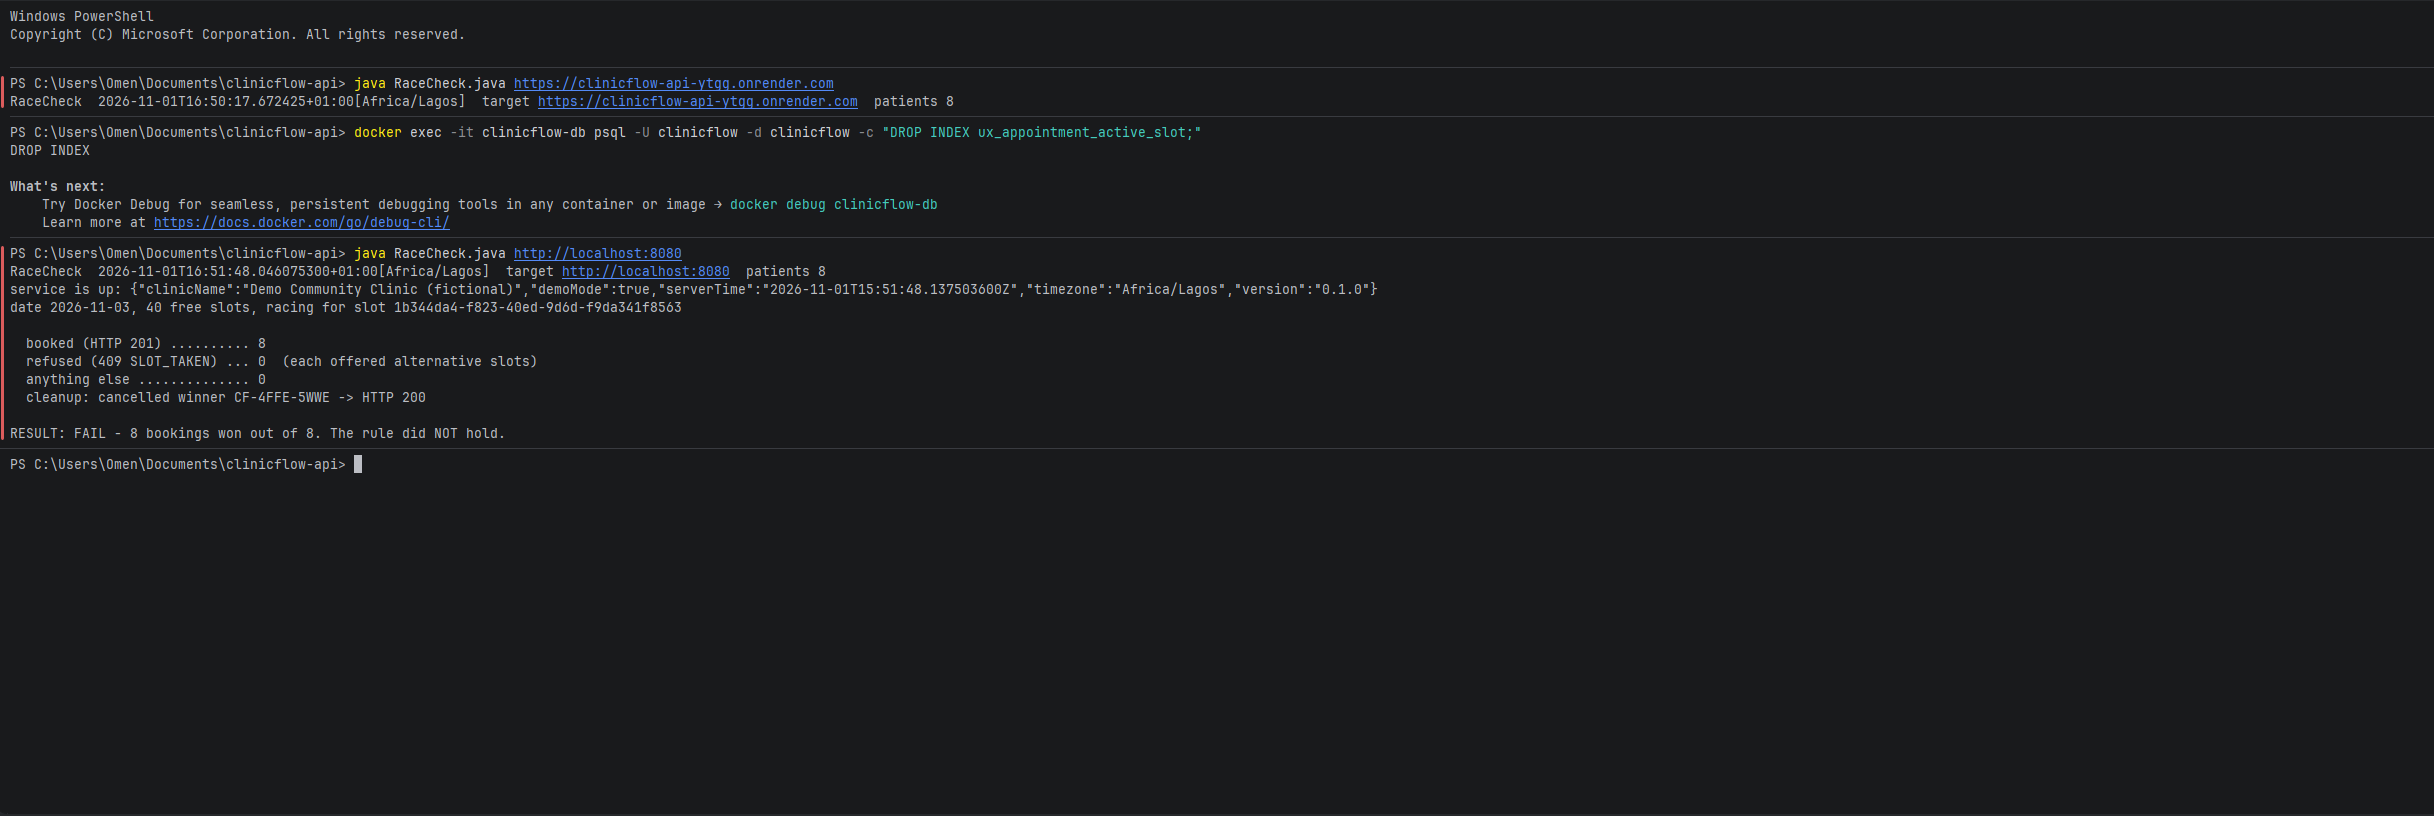 Windows PowerShell
Copyright (C) Microsoft Corporation. All rights reserved.
PS C:\Users\Omen\Documents\clinicflow-api> java RaceCheck.java https://clinicflow-api-ytgg.onrender.com
RaceCheck  2026-11-01T16:50:17.672425+01:00[Africa/Lagos]  target https://clinicflow-api-ytgg.onrender.com  patients 8
PS C:\Users\Omen\Documents\clinicflow-api> docker exec -it clinicflow-db psql -U clinicflow -d clinicflow -c "DROP INDEX ux_appointment_active_slot;"
DROP INDEX
What's next:
    Try Docker Debug for seamless, persistent debugging tools in any container or image → docker debug clinicflow-db
    Learn more at https://docs.docker.com/go/debug-cli/
PS C:\Users\Omen\Documents\clinicflow-api> java RaceCheck.java http://localhost:8080
RaceCheck  2026-11-01T16:51:48.046075300+01:00[Africa/Lagos]  target http://localhost:8080  patients 8
service is up: {"clinicName":"Demo Community Clinic (fictional)","demoMode":true,"serverTime":"2026-11-01T15:51:48.137503600Z","timezone":"Africa/Lagos","version":"0.1.0"}
date 2026-11-03, 40 free slots, racing for slot 1b344da4-f823-40ed-9d6d-f9da341f8563
  booked (HTTP 201) .......... 8
  refused (409 SLOT_TAKEN) ... 0  (each offered alternative slots)
  anything else .............. 0
  cleanup: cancelled winner CF-4FFE-5WWE -> HTTP 200
RESULT: FAIL - 8 bookings won out of 8. The rule did NOT hold.
PS C:\Users\Omen\Documents\clinicflow-api>